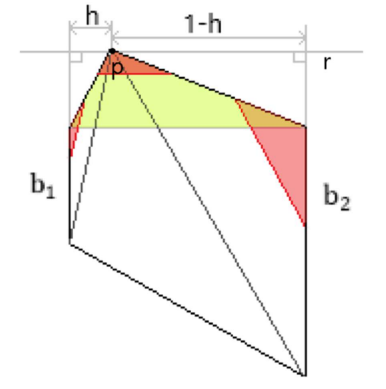 h 1-h
p r
b₁ b₂